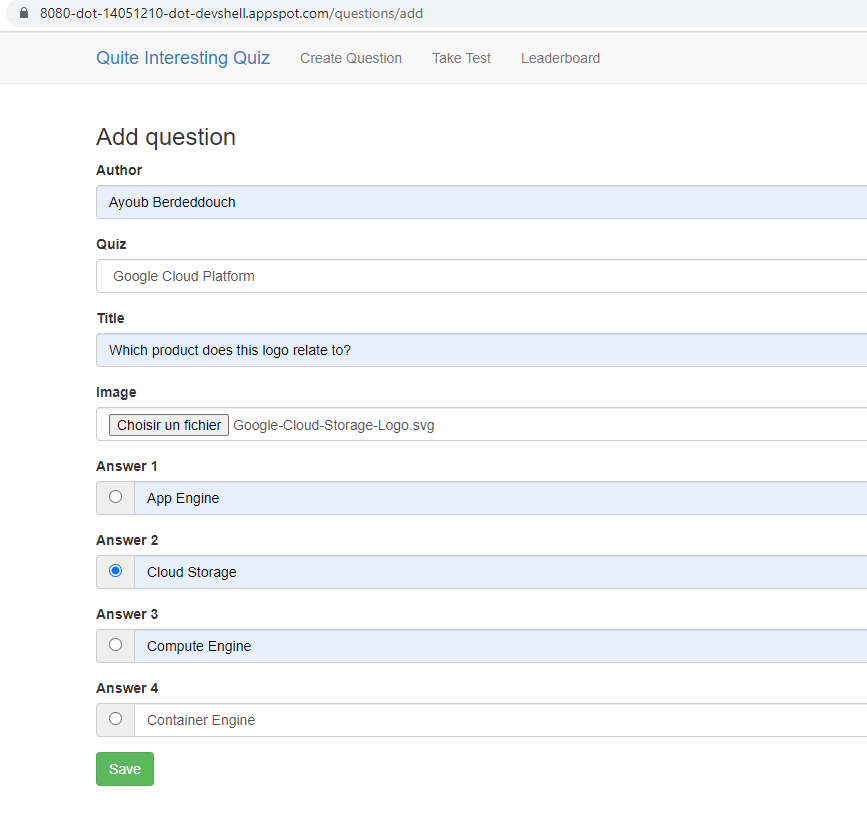 8080-dot-14051210-dot-devshell.appspot.com/questions/add
Quite Interesting Quiz Create Question Take Test Leaderboard
Add question
Author
Ayoub Berdeddouch
Quiz
Google Cloud Platform
Title
Which product does this logo relate to?
Image
Choisir un fichier Google-Cloud-Storage-Logo.svg
Answer 1
App Engine
Answer 2
Cloud Storage
Answer 3
Compute Engine
Answer 4
Container Engine
Save